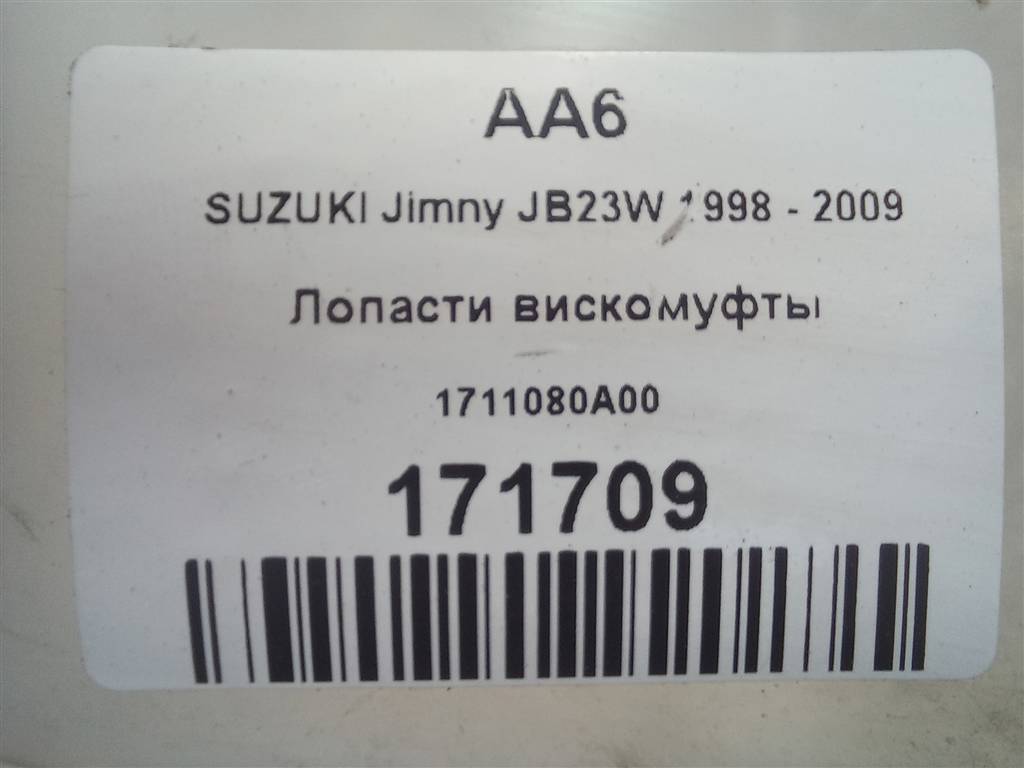 AA6
SUZUKI Jimny JB23W 1998 - 2009
Лопасти вискомуфты
1711080A00
171709